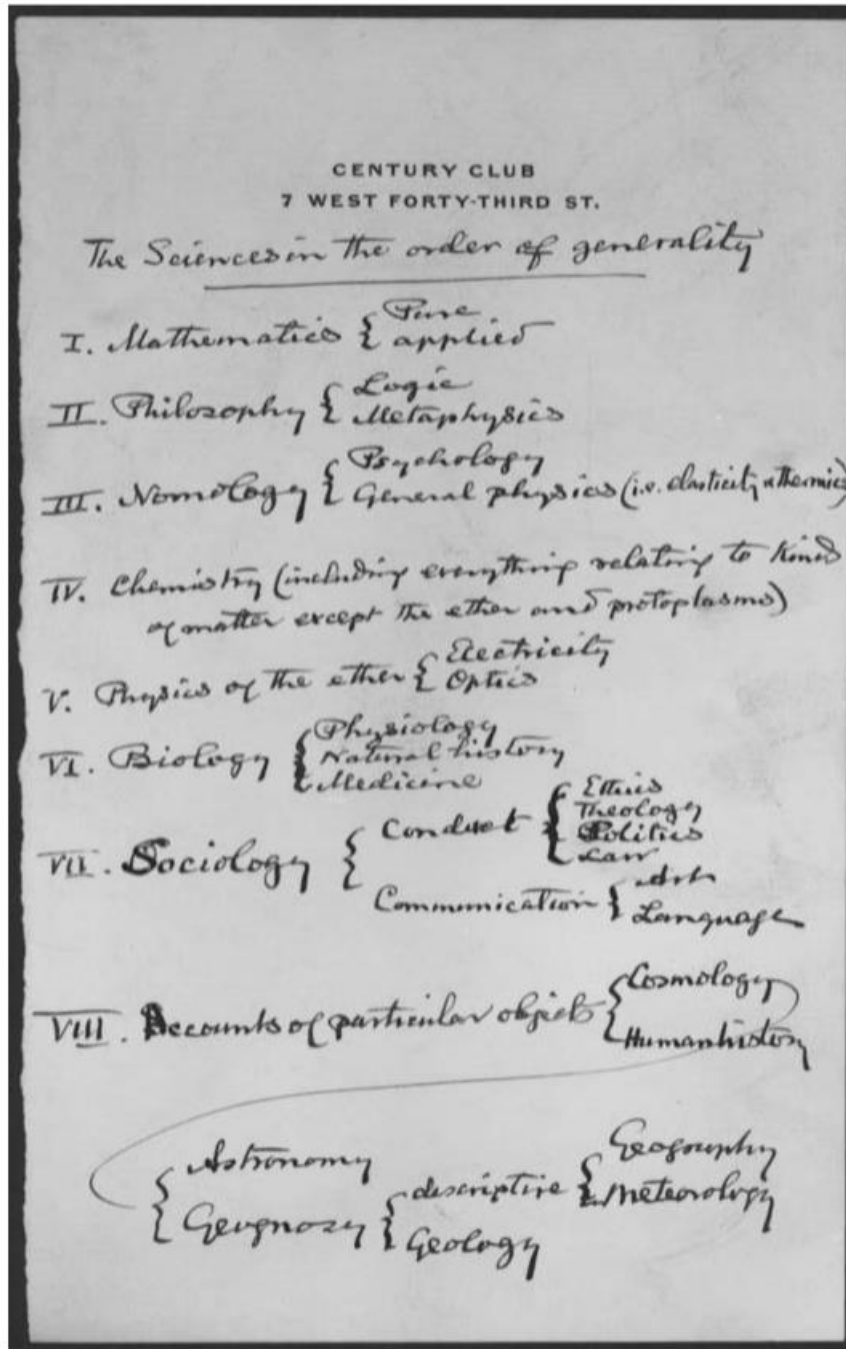 CENTURY CLUB
7 WEST FORTY-THIRD ST.
The Sciences in the order of generality
I. Mathematics { Pure
applied
II. Philosophy { Logic
Metaphysics
III. Nomology { Psychology
General physics (i.e. elasticity & thermics)
IV. Chemistry (including everything relating to kinds
of matter except the ether and protoplasms)
V. Physics of the ether { Electricity
Optics
VI. Biology { Physiology
Natural history
Medicine
VII. Sociology { Conduct { Ethics
Theology
Politics
Law
Communication { Art
Language
VIII. Accounts of particular objects { Cosmology
Human history
{ Astronomy
Geognosy { descriptive { Geography
Meteorology
Geology